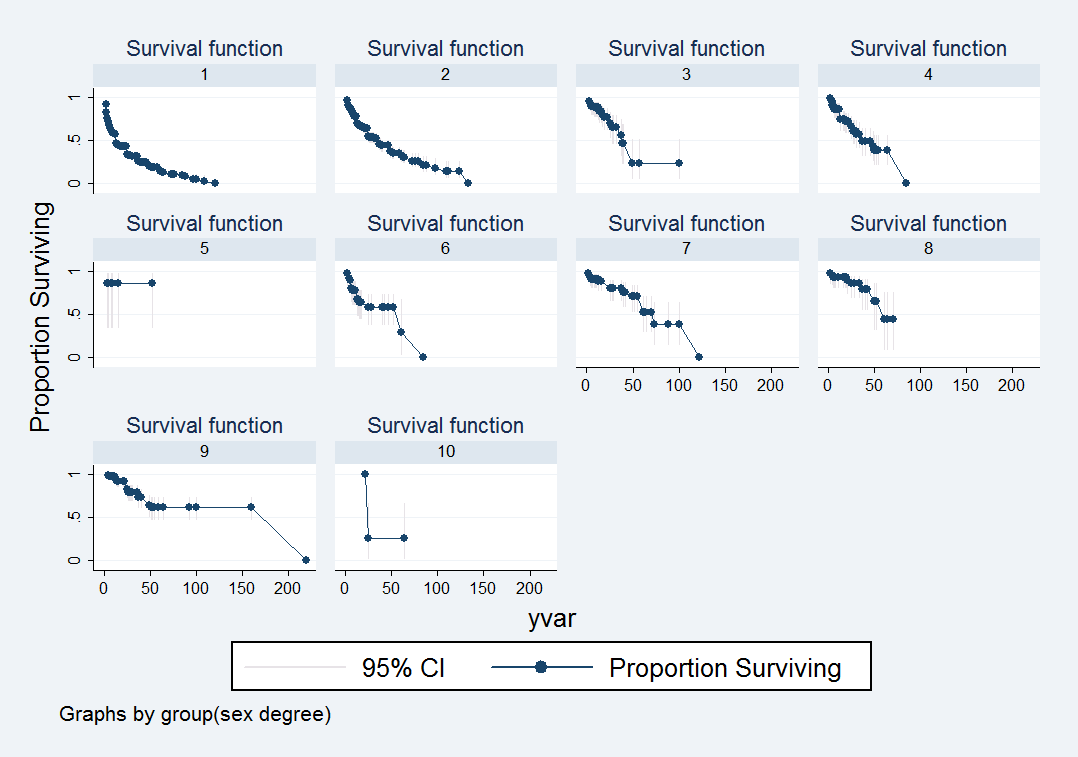 Survival function Survival function Survival function Survival function
1 2 3 4
1
.5
0
Survival function Survival function Survival function Survival function
5 6 7 8
1
.5
0
0 50 100 150 200 0 50 100 150 200
Survival function Survival function
9 10
1
.5
0
0 50 100 150 200 0 50 100 150 200
Proportion Surviving
yvar
95% CI Proportion Surviving
Graphs by group(sex degree)